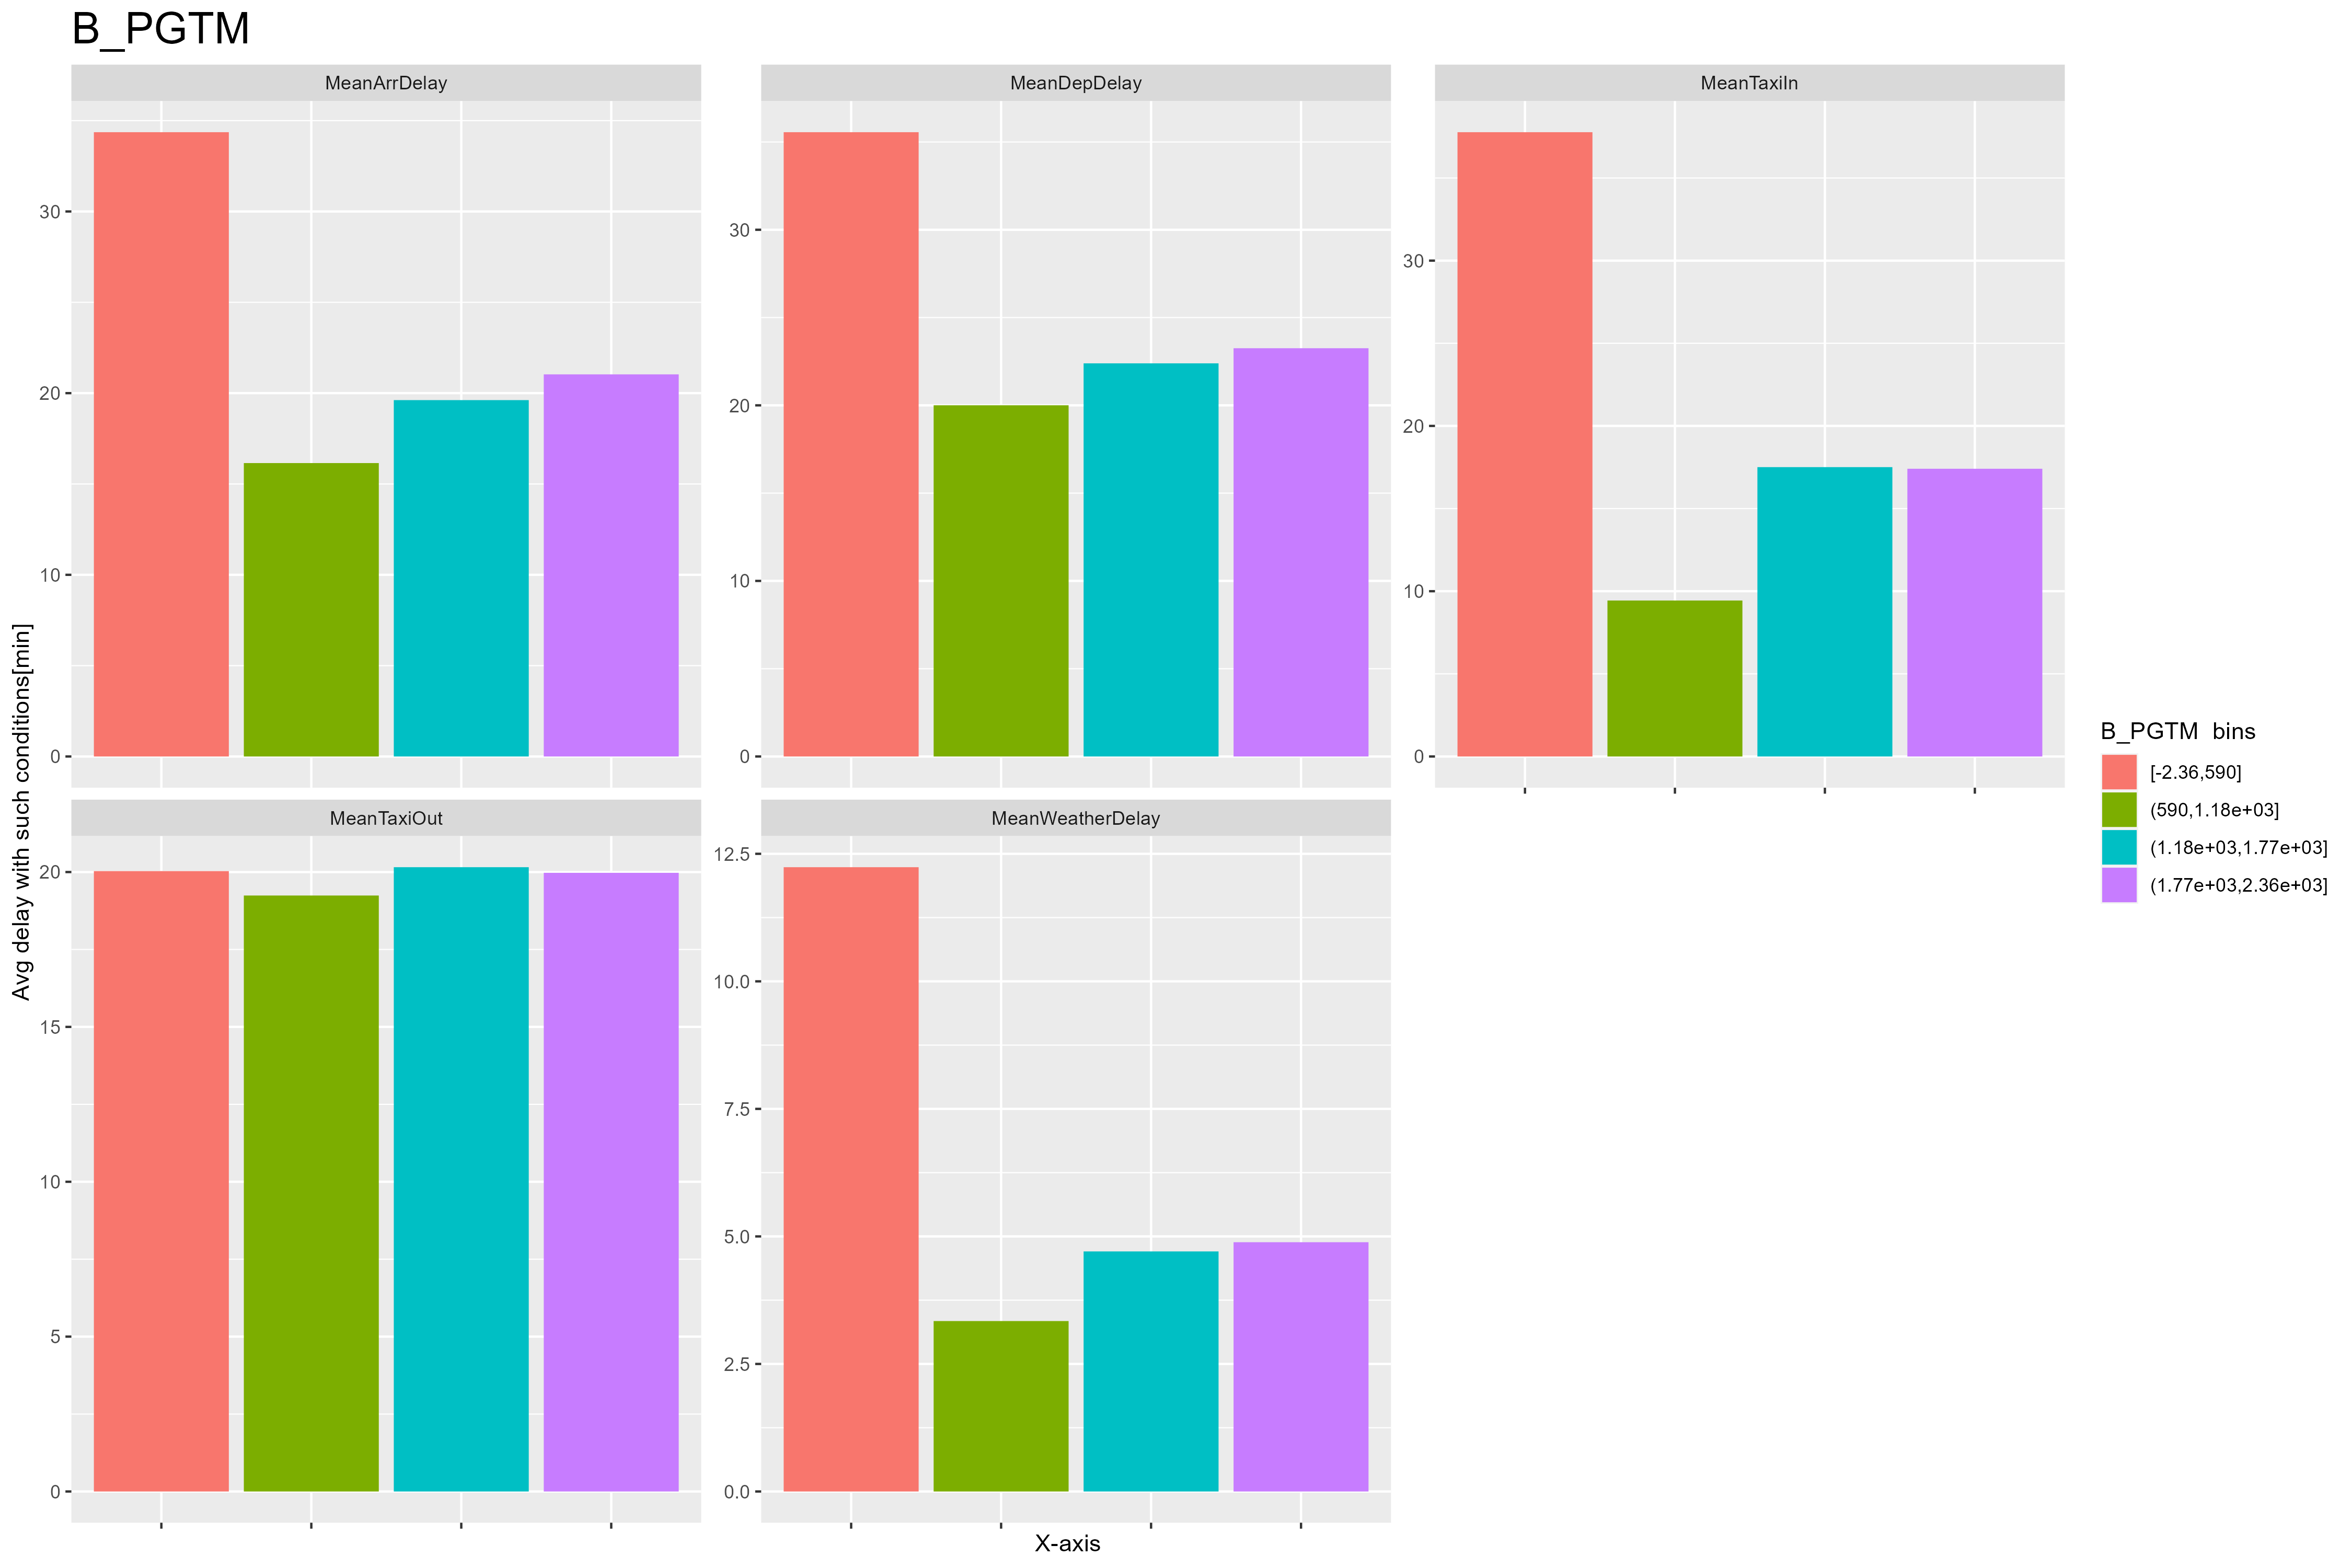 B_PGTM
MeanArrDelay
MeanDepDelay
MeanTaxiIn
30
20
10
0
30
20
10
0
30
20
10
0
MeanTaxiOut
MeanWeatherDelay
20
15
10
5
0
12.5
10.0
7.5
5.0
2.5
0.0
Avg delay with such conditions[min]
X-axis
B_PGTM  bins
[-2.36,590]
(590,1.18e+03]
(1.18e+03,1.77e+03]
(1.77e+03,2.36e+03]